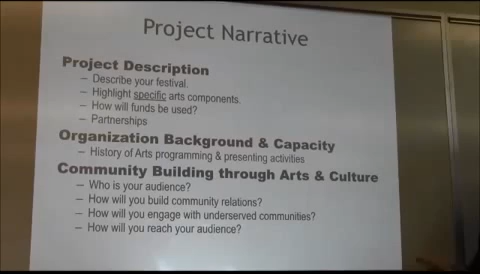 Project Narrative
Project Description
– Describe your festival.
– Highlight specific arts components.
– How will funds be used?
– Partnerships
Organization Background & Capacity
– History of Arts programming & presenting activities
Community Building through Arts & Culture
– Who is your audience?
– How will you build community relations?
– How will you engage with underserved communities?
– How will you reach your audience?